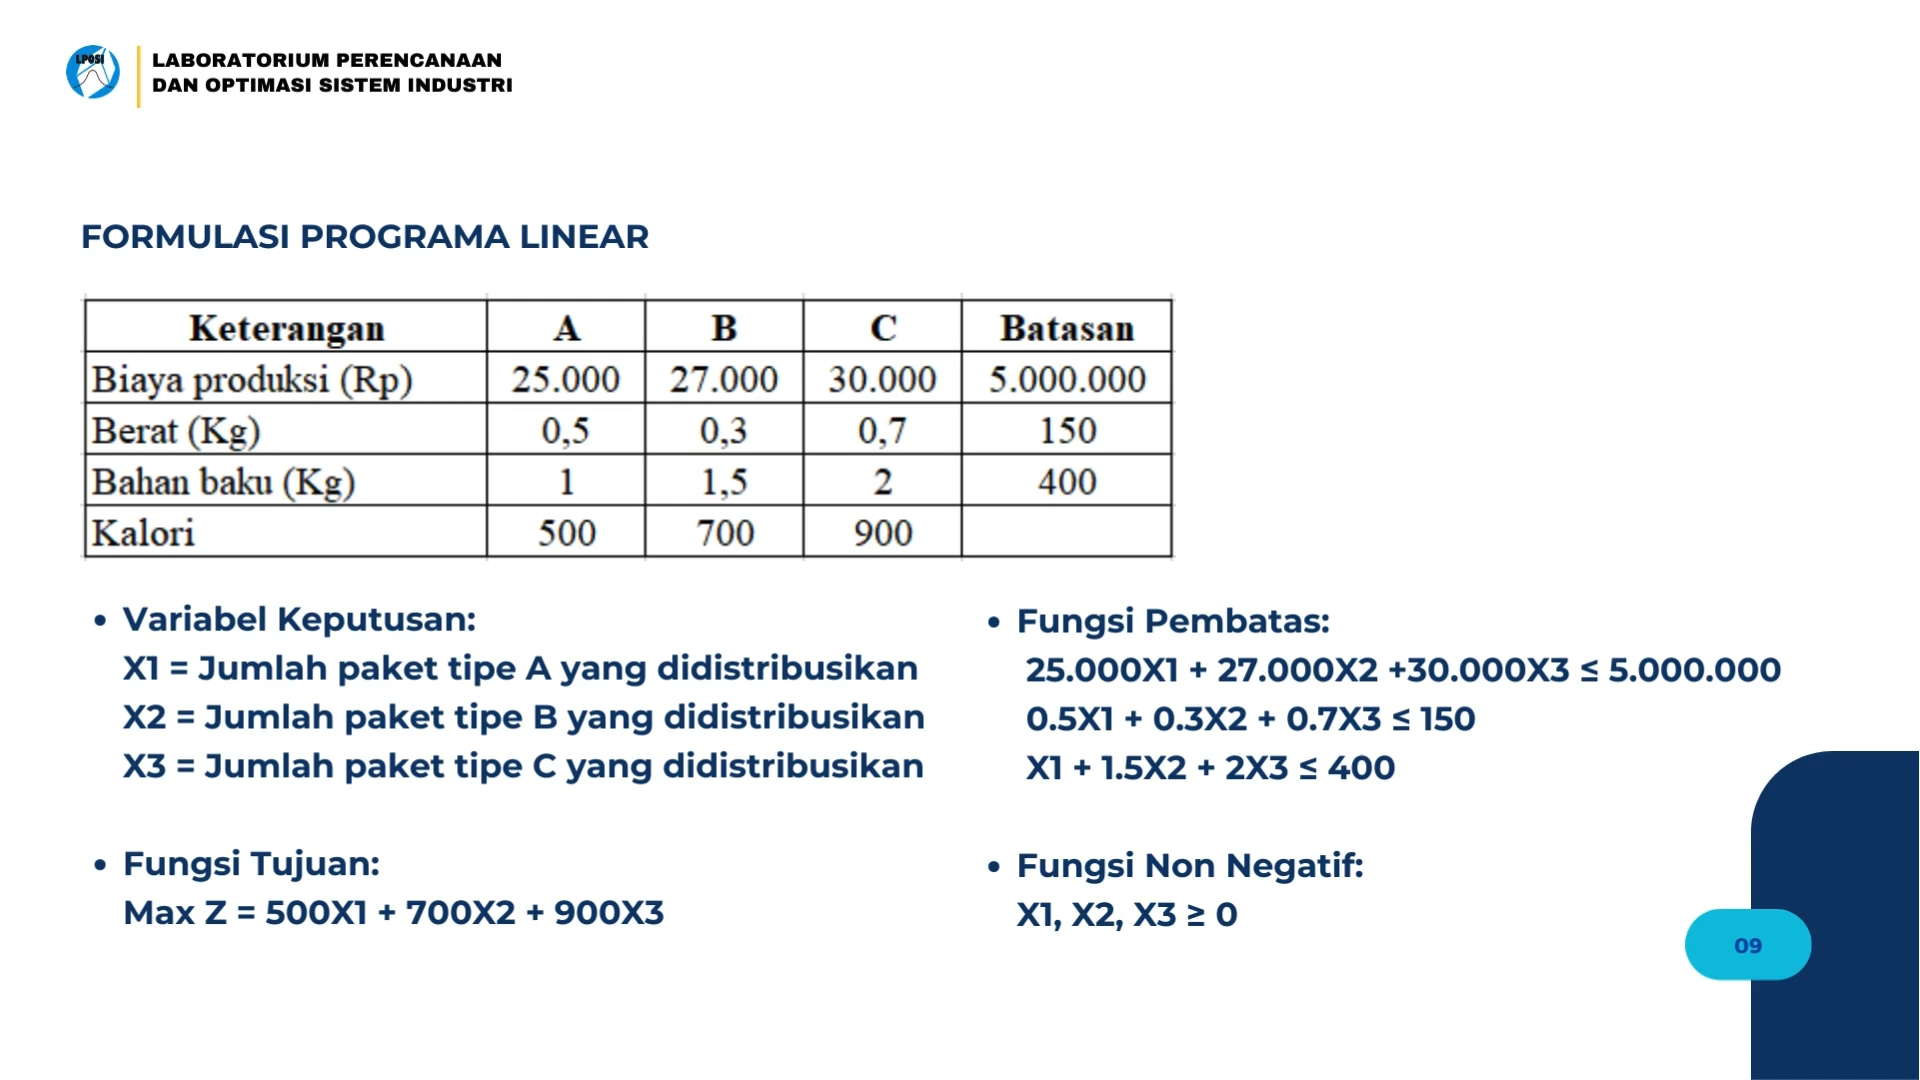 LPOSI
LABORATORIUM PERENCANAAN
DAN OPTIMASI SISTEM INDUSTRI
FORMULASI PROGRAMA LINEAR
Keterangan A B C Batasan
Biaya produksi (Rp) 25.000 27.000 30.000 5.000.000
Berat (Kg) 0,5 0,3 0,7 150
Bahan baku (Kg) 1 1,5 2 400
Kalori 500 700 900
• Variabel Keputusan:
X1 = Jumlah paket tipe A yang didistribusikan
X2 = Jumlah paket tipe B yang didistribusikan
X3 = Jumlah paket tipe C yang didistribusikan
• Fungsi Tujuan:
Max Z = 500X1 + 700X2 + 900X3
• Fungsi Pembatas:
25.000X1 + 27.000X2 +30.000X3 ≤ 5.000.000
0.5X1 + 0.3X2 + 0.7X3 ≤ 150
X1 + 1.5X2 + 2X3 ≤ 400
• Fungsi Non Negatif:
X1, X2, X3 ≥ 0
09